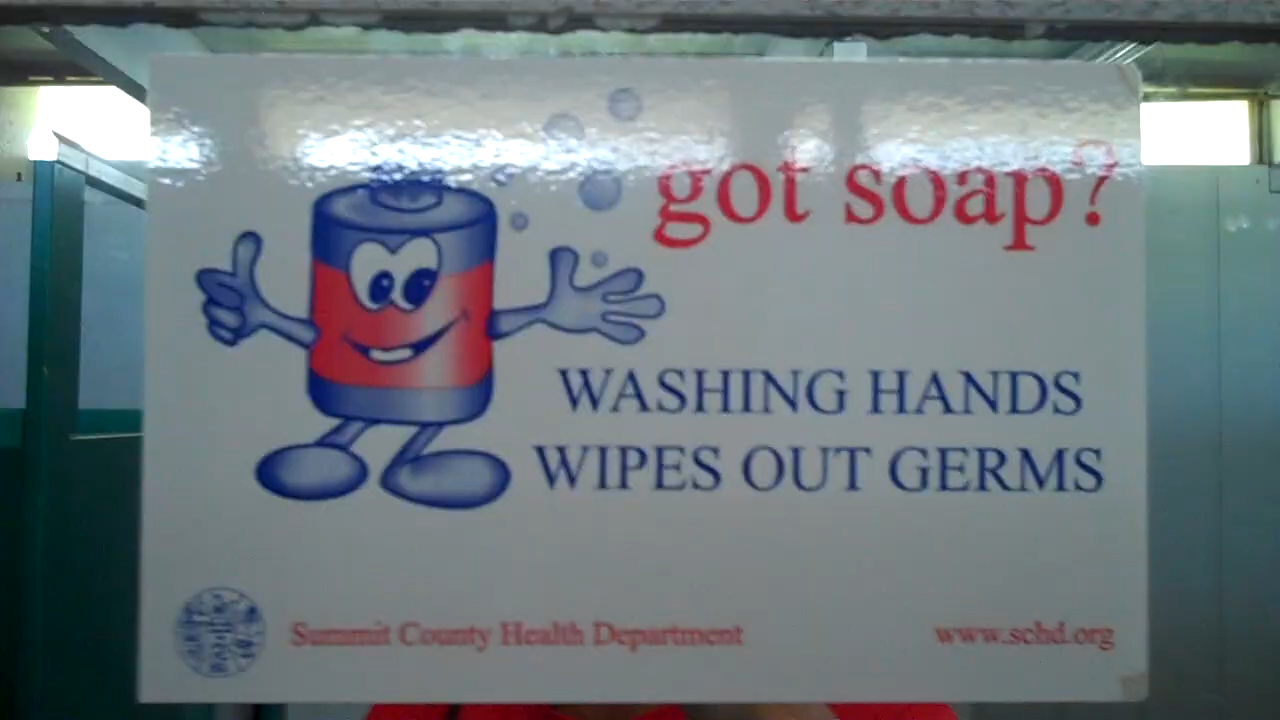 got soap?
WASHING HANDS
WIPES OUT GERMS
Summit County Health Department
www.schd.org